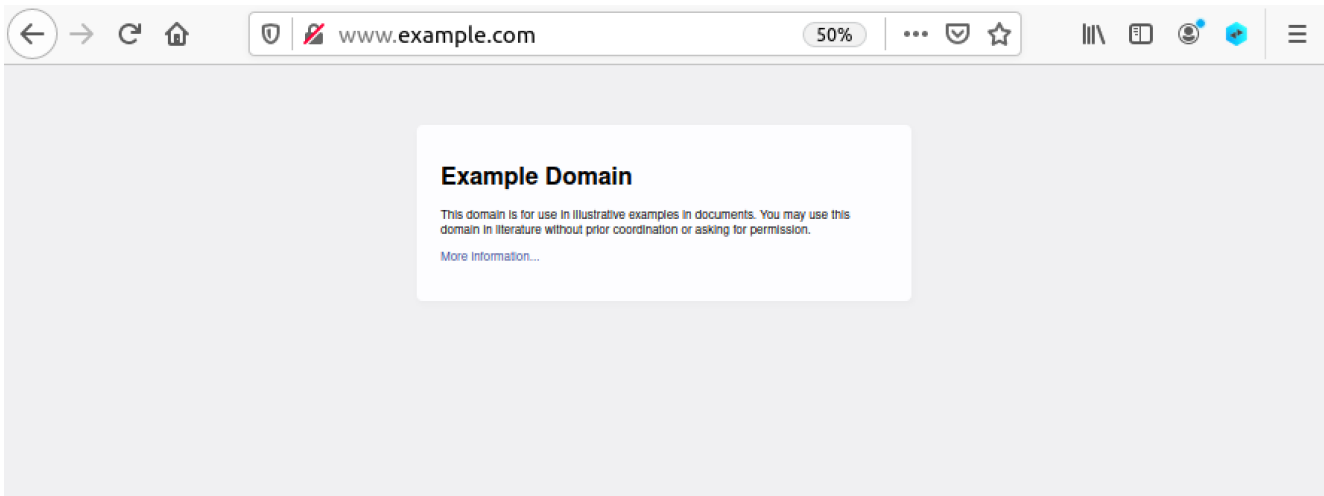 www.example.com
50%
Example Domain
This domain is for use in illustrative examples in documents. You may use this
domain in literature without prior coordination or asking for permission.
More information...